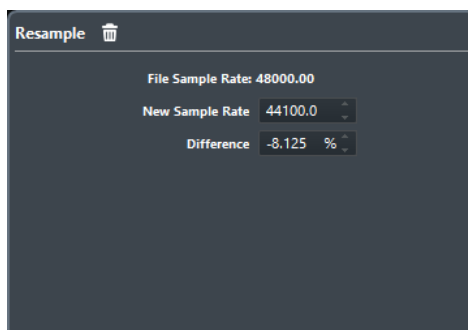 Resample
File Sample Rate: 48000.00
New Sample Rate 44100.0
Difference -8.125 %